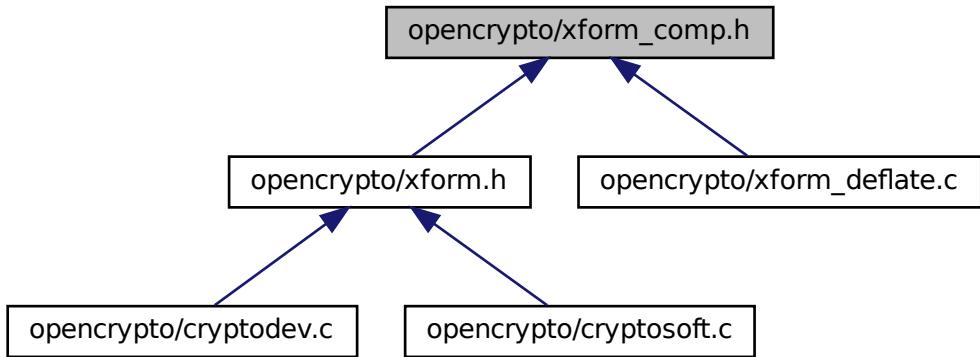 opencrypto/xform_comp.h
opencrypto/xform.h
opencrypto/xform_deflate.c
opencrypto/cryptodev.c
opencrypto/cryptosoft.c